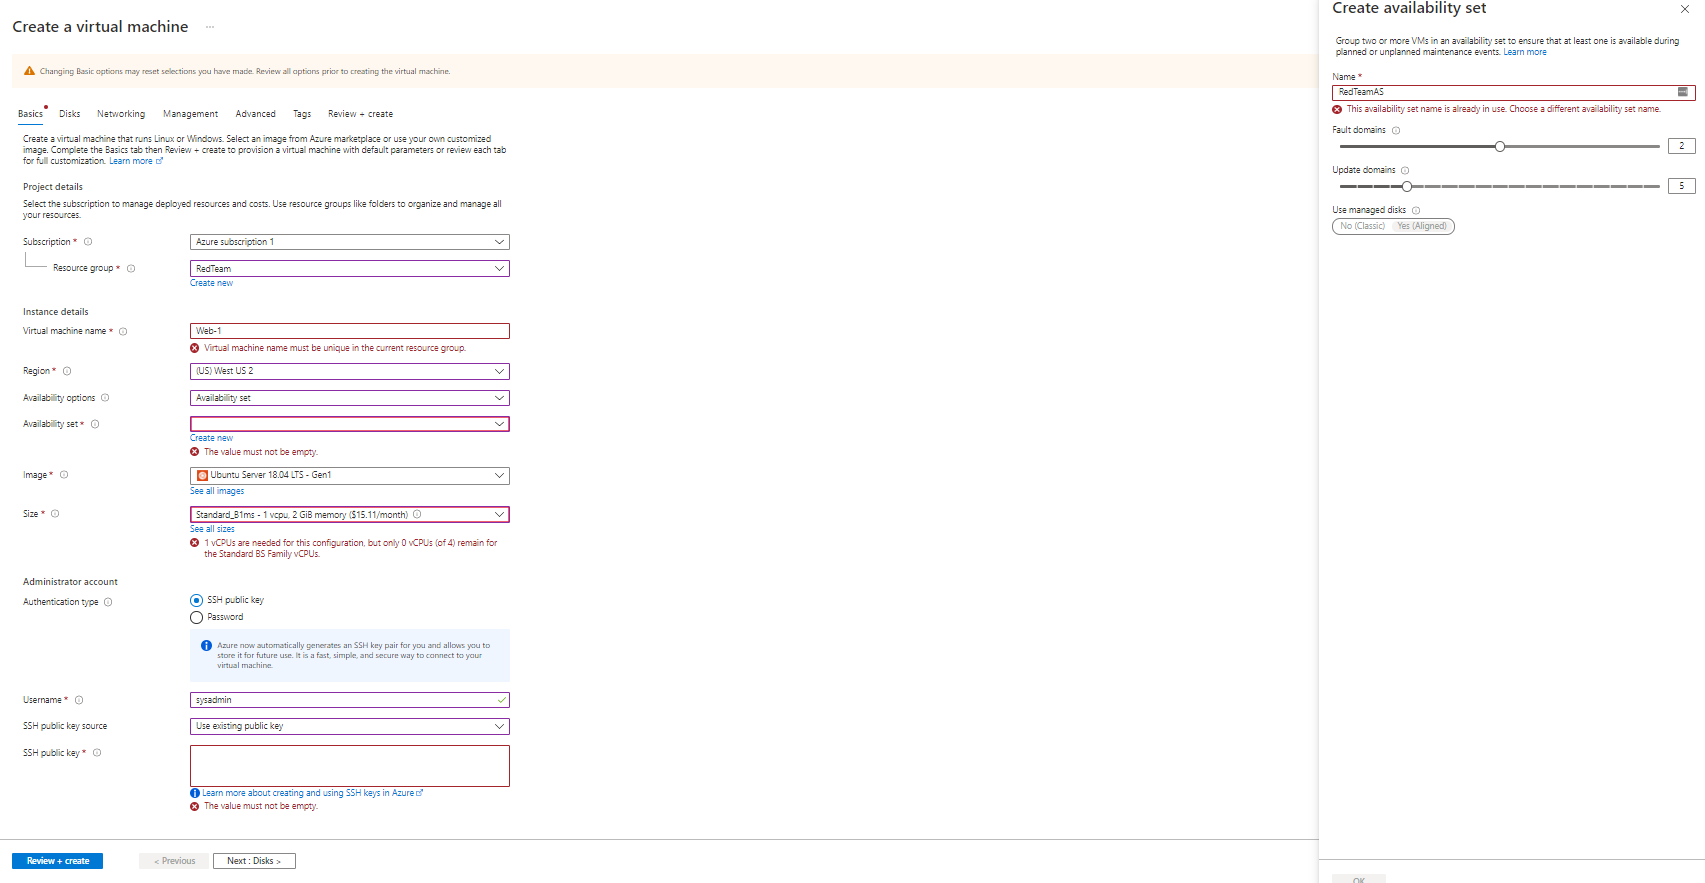 Create a virtual machine ...
Changing Basic options may reset selections you have made. Review all options prior to creating the virtual machine.
Basics Disks Networking Management Advanced Tags Review + create
Create a virtual machine that runs Linux or Windows. Select an image from Azure marketplace or use your own customized
image. Complete the Basics tab then Review + create to provision a virtual machine with default parameters or review each tab
for full customization. Learn more
Project details
Select the subscription to manage deployed resources and costs. Use resource groups like folders to organize and manage all
your resources.
Subscription *
Azure subscription 1
Resource group *
RedTeam
Create new
Instance details
Virtual machine name *
Web-1
Virtual machine name must be unique in the current resource group.
Region *
(US) West US 2
Availability options
Availability set
Availability set *
Create new
The value must not be empty.
Image *
Ubuntu Server 18.04 LTS - Gen1
See all images
Size *
Standard_B1ms - 1 vcpu, 2 GiB memory ($15.11/month)
See all sizes
1 vCPUs are needed for this configuration, but only 0 vCPUs (of 4) remain for
the Standard BS Family vCPUs.
Administrator account
Authentication type
SSH public key
Password
Azure now automatically generates an SSH key pair for you and allows you to
store it for future use. It is a fast, simple, and secure way to connect to your
virtual machine.
Username *
sysadmin
SSH public key source
Use existing public key
SSH public key *
Learn more about creating and using SSH keys in Azure
The value must not be empty.
Review + create
< Previous
Next : Disks >
Create availability set
Group two or more VMs in an availability set to ensure that at least one is available during
planned or unplanned maintenance events. Learn more
Name *
RedTeamAS
This availability set name is already in use. Choose a different availability set name.
Fault domains
2
Update domains
5
Use managed disks
No (Classic) Yes (Aligned)
OK